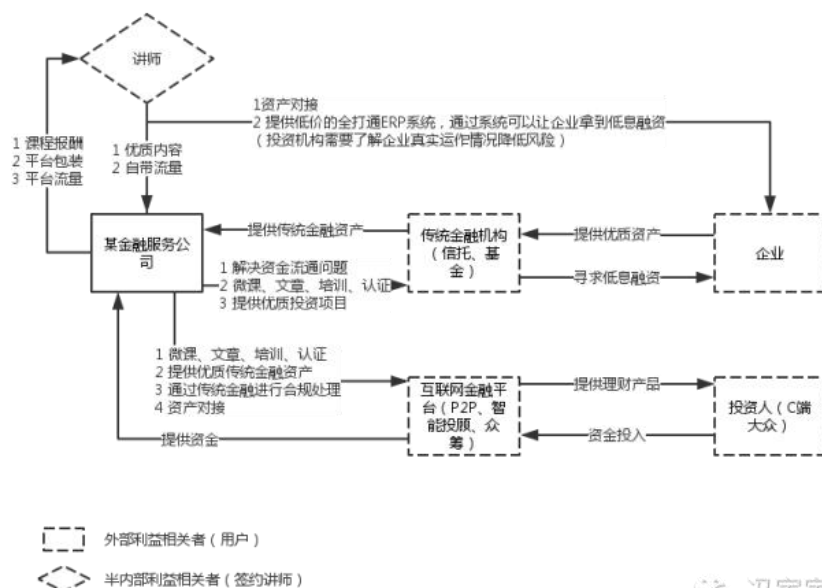 讲师
1资产对接
2 提供低价的全打通ERP系统，通过系统可以让企业拿到低息融资
（投资机构需要了解企业真实运作情况降低风险）
1 课程报酬
2 平台包装
3 平台流量
1 优质内容
2 自带流量
某金融服务公
司
提供传统金融资产
传统金融机构
（信托、基
金）
提供优质资产
企业
1 解决资金流通问题
2 微课、文章、培训、认证
3 提供优质投资项目
寻求低息融资
1 微课、文章、培训、认证
2 提供优质传统金融资产
3 通过传统金融进行合规处理
4 资产对接
互联网金融平
台（P2P、智
能投顾、众
筹）
提供理财产品
投资人（C端
大众）
提供资金
资金投入
外部利益相关者（用户）
半内部利益相关者（签约讲师）